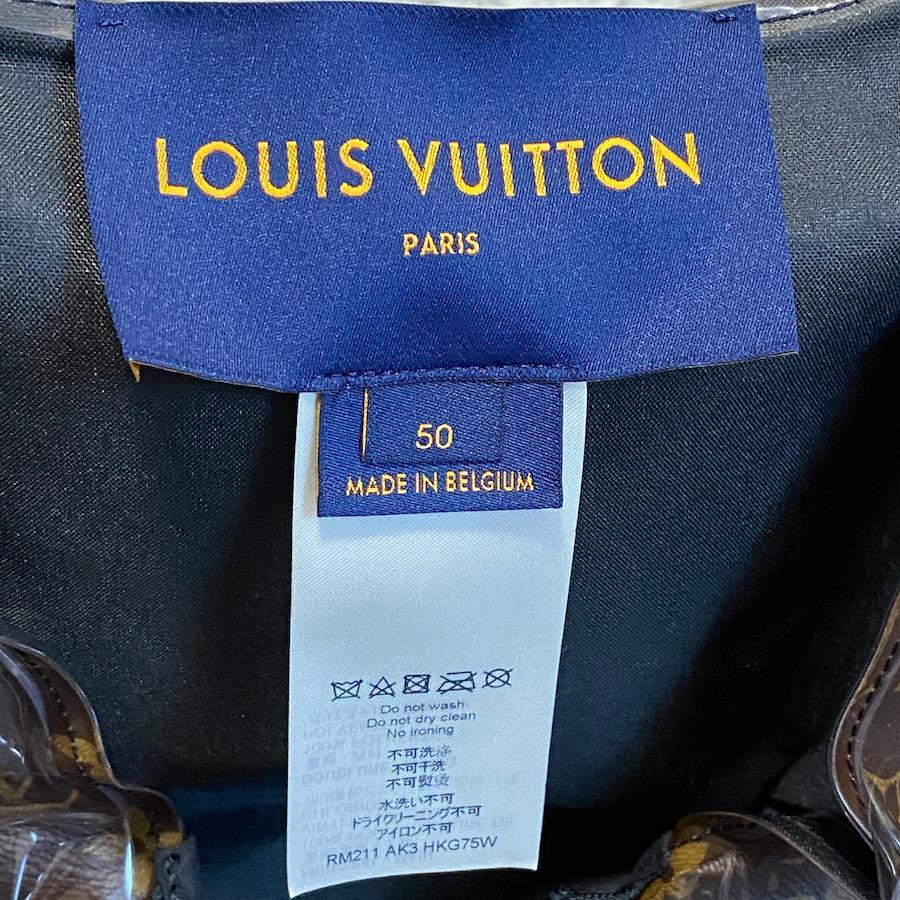 LOUIS VUITTON
PARIS
50
MADE IN BELGIUM
Do not wash
Do not dry clean
No ironing
不可洗涤
不可干洗
不可熨烫
水洗い不可
ドライクリーニング不可
アイロン不可
RM211 AK3 HKG75W